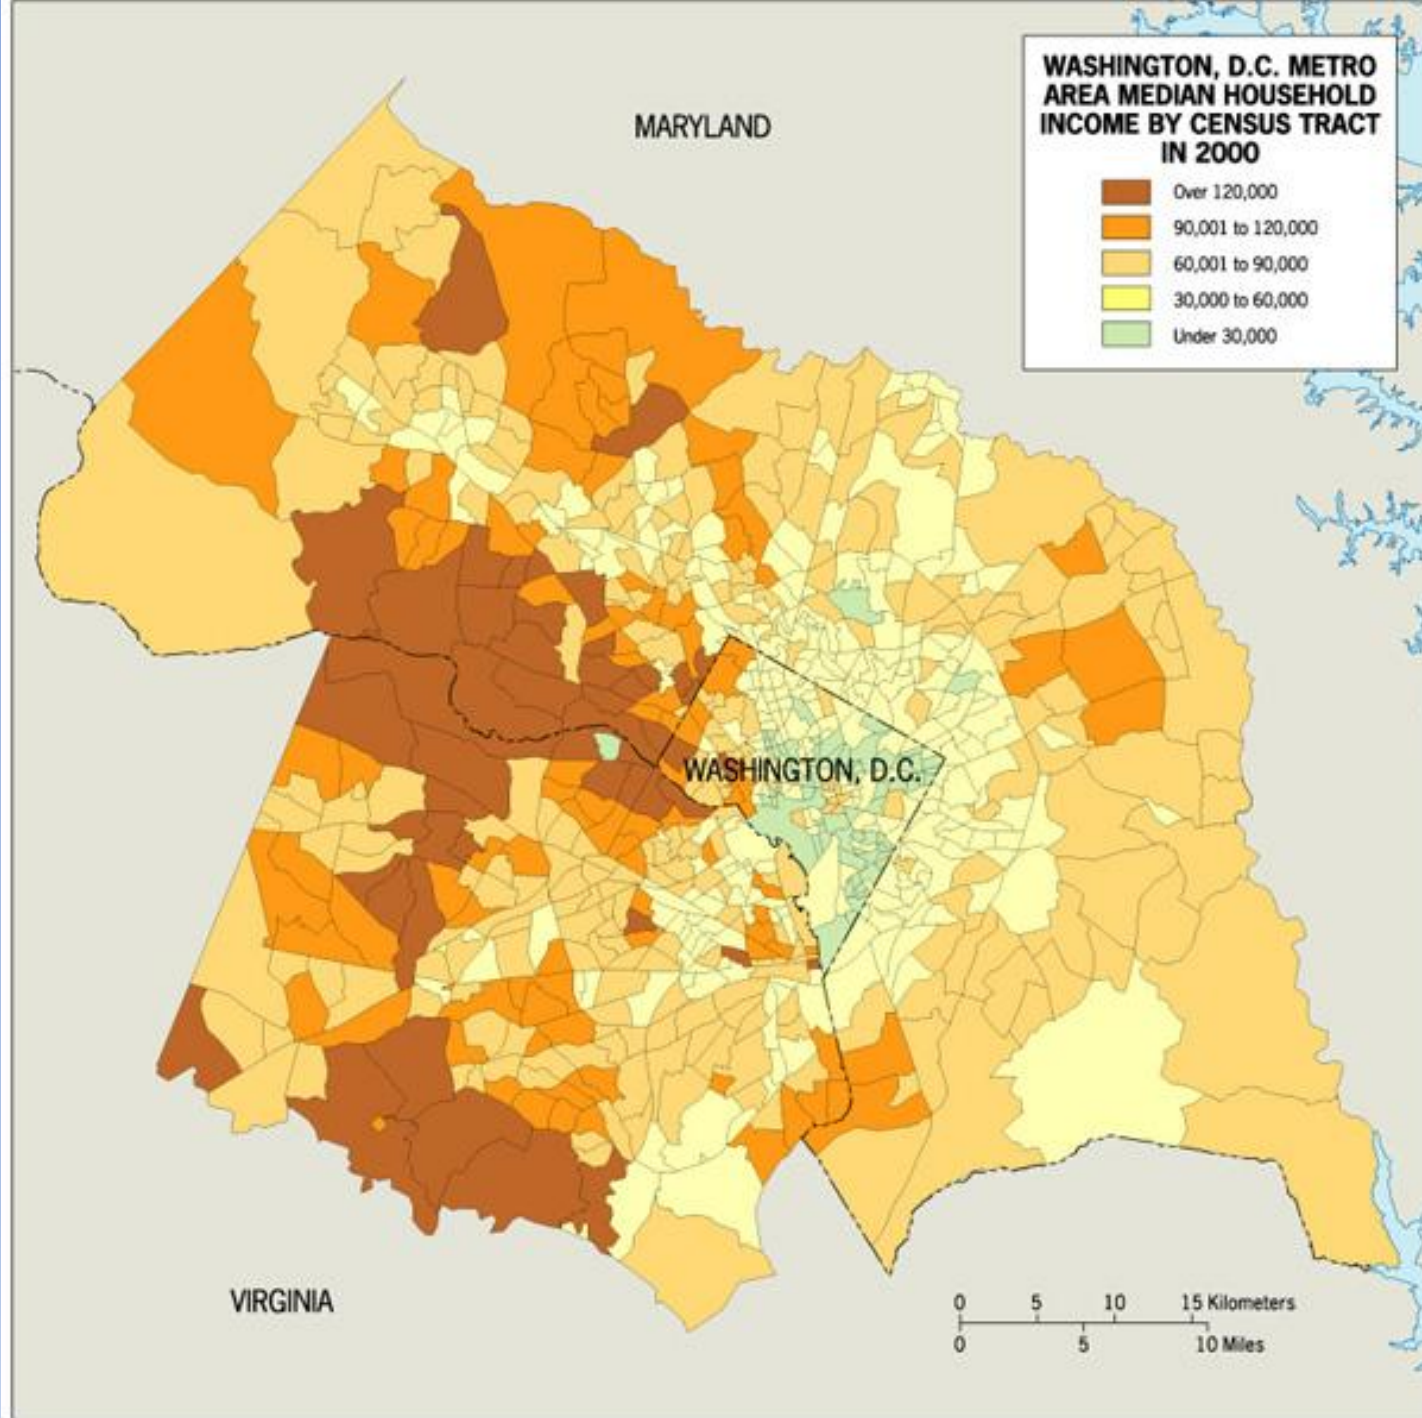 WASHINGTON, D.C. METRO
AREA MEDIAN HOUSEHOLD
INCOME BY CENSUS TRACT
IN 2000
Over 120,000
90,001 to 120,000
60,001 to 90,000
30,000 to 60,000
Under 30,000
MARYLAND
WASHINGTON, D.C.
VIRGINIA
0 5 10 15 Kilometers
0 5 10 Miles